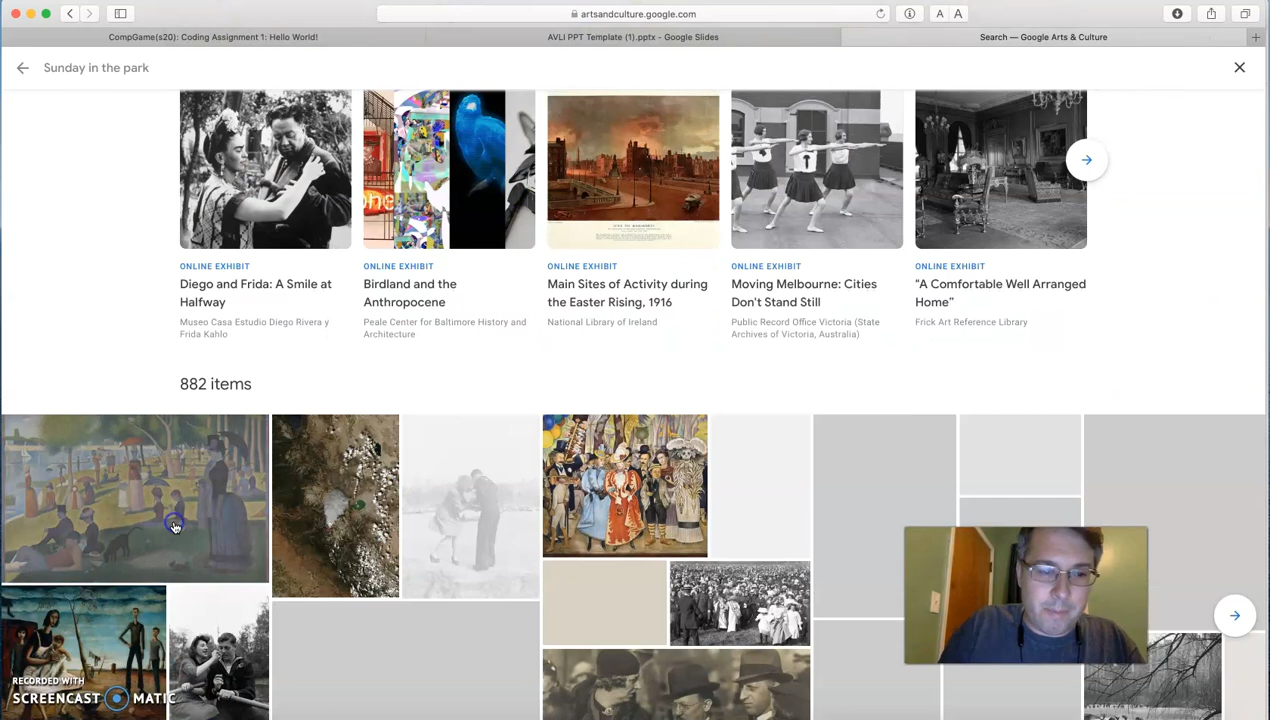 artsandculture.google.com
A A
CompGame(s20): Coding Assignment 1: Hello World!
AVLI PPT Template (1).pptx - Google Slides
Search — Google Arts & Culture
Sunday in the park
ONLINE EXHIBIT
Diego and Frida: A Smile at
Halfway
Museo Casa Estudio Diego Rivera y
Frida Kahlo
ONLINE EXHIBIT
Birdland and the
Anthropocene
Peale Center for Baltimore History and
Architecture
ONLINE EXHIBIT
Main Sites of Activity during
the Easter Rising, 1916
National Library of Ireland
ONLINE EXHIBIT
Moving Melbourne: Cities
Don't Stand Still
Public Record Office Victoria (State
Archives of Victoria, Australia)
ONLINE EXHIBIT
"A Comfortable Well Arranged
Home"
Frick Art Reference Library
882 items
RECORDED WITH
SCREENCAST MATIC